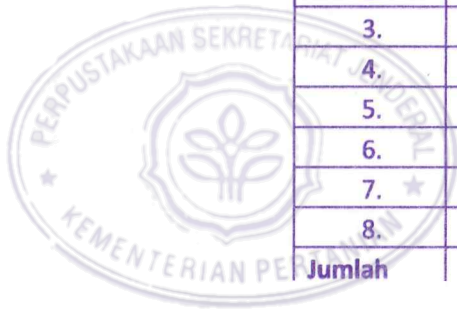 PERPUSTAKAAN SEKRETARIAT JENDERAL
3.
4.
5.
6.
7.
8.
Jumlah
KEMENTERIAN PERTANIAN